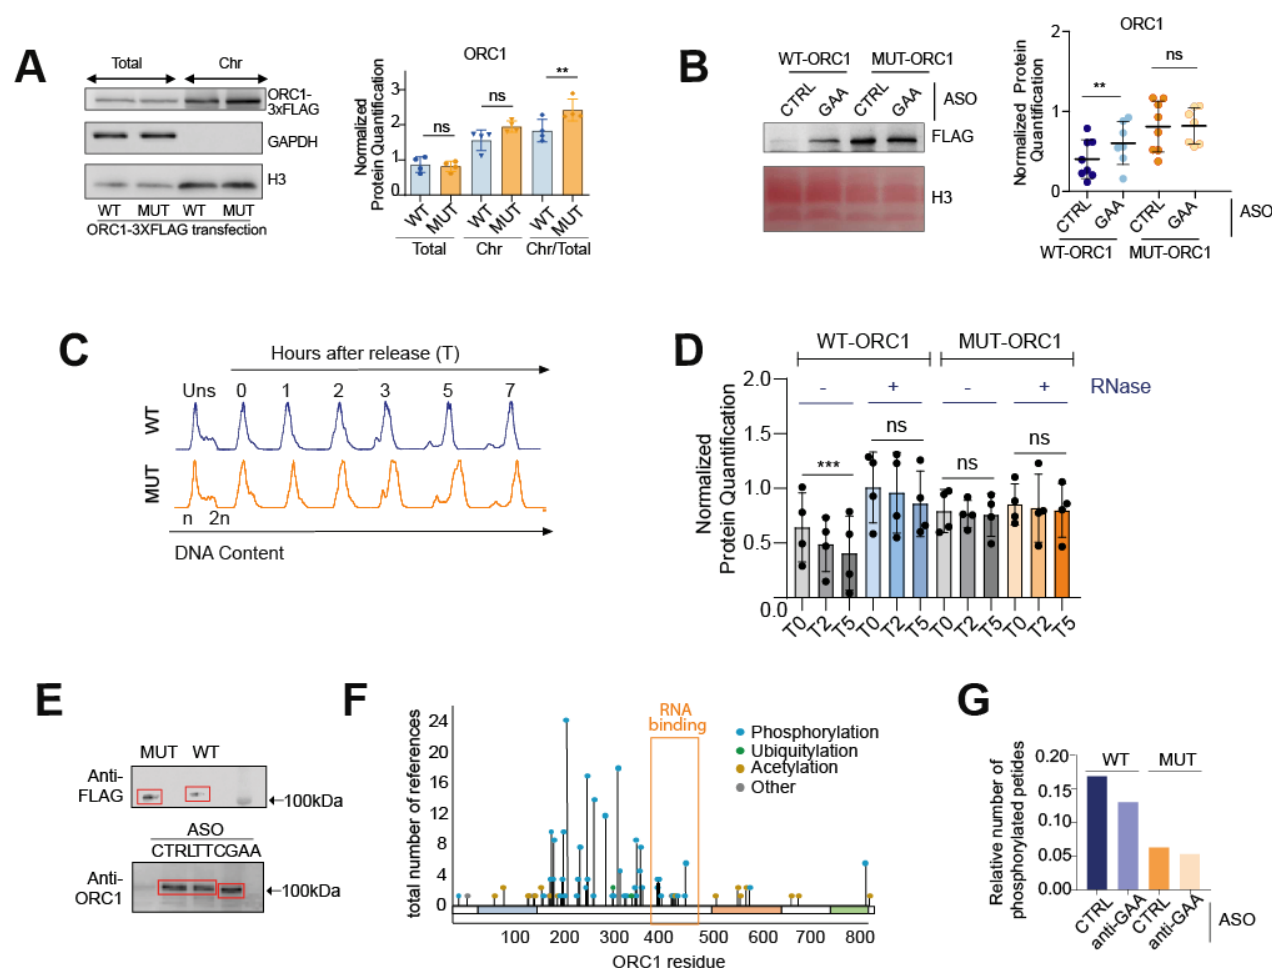 A
Total
Chr
ORC1-
3xFLAG
GAPDH
H3
WT MUT WT MUT
ORC1-3XFLAG transfection
ORC1
Normalized
Protein Quantification
3
2
1
0
ns
ns
**
WT MUT WT MUT WT MUT
Total Chr Chr/Total
B
WT-ORC1 MUT-ORC1
CTRL GAA CTRL GAA
ASO
FLAG
H3
ORC1
Normalized Protein
Quantification
2
1
0
**
ns
CTRL GAA CTRL GAA
ASO
WT-ORC1 MUT-ORC1
C
Hours after release (T)
Uns 0 1 2 3 5 7
WT
MUT
n 2n
DNA Content
D
WT-ORC1 MUT-ORC1
- + - + RNase
Normalized
Protein Quantification
2.0
1.5
1.0
0.5
0.0
***
ns
ns
ns
T0 T2 T5 T0 T2 T5 T0 T2 T5 T0 T2 T5
E
MUT WT
Anti-
FLAG
100kDa
ASO
CTRLTTCGAA
Anti-
ORC1
100kDa
F
total number of references
24
20
16
12
8
4
0
RNA
binding
Phosphorylation
Ubiquitylation
Acetylation
Other
100 200 300 400 500 600 700 800
ORC1 residue
G
Relative number of
phosphorylated petides
0.20
0.15
0.10
0.05
0.00
WT MUT
CTRL anti-GAA CTRL anti-GAA
ASO